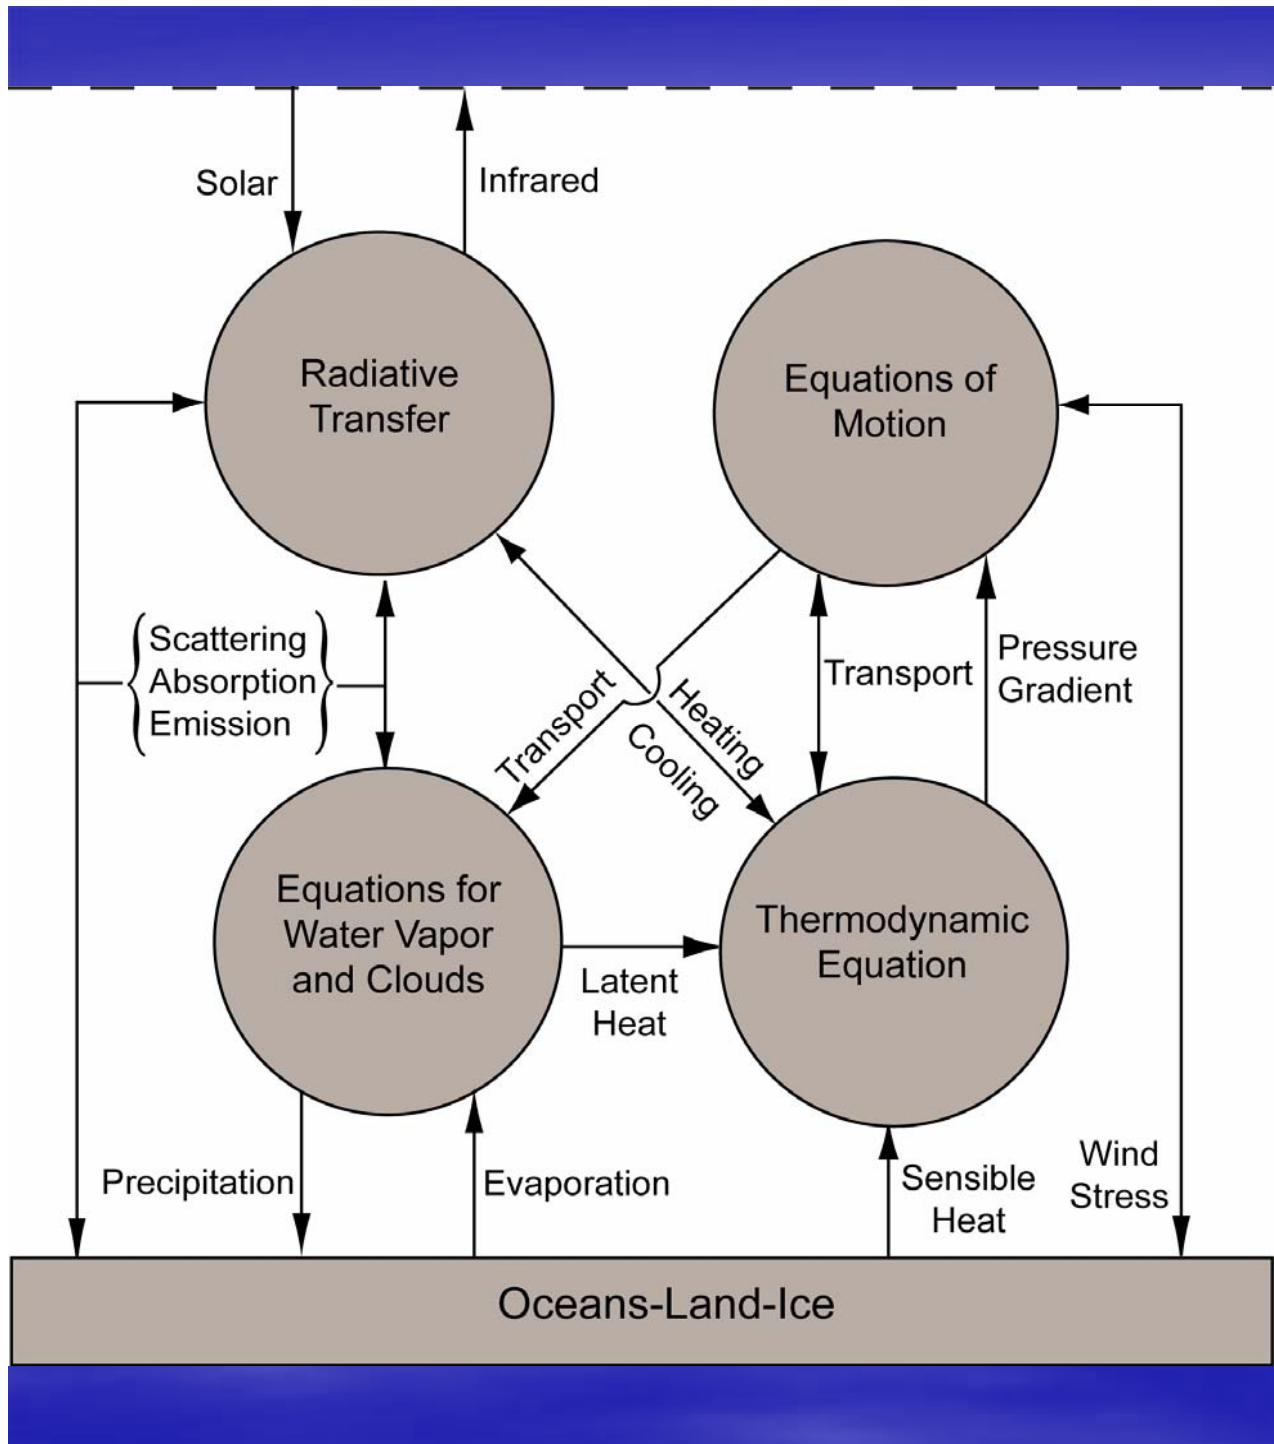 Solar
Infrared
Radiative
Transfer
Equations of
Motion
Scattering
Absorption
Emission
Transport
Heating
Cooling
Transport
Pressure
Gradient
Equations for
Water Vapor
and Clouds
Latent
Heat
Thermodynamic
Equation
Precipitation
Evaporation
Sensible
Heat
Wind
Stress
Oceans-Land-Ice